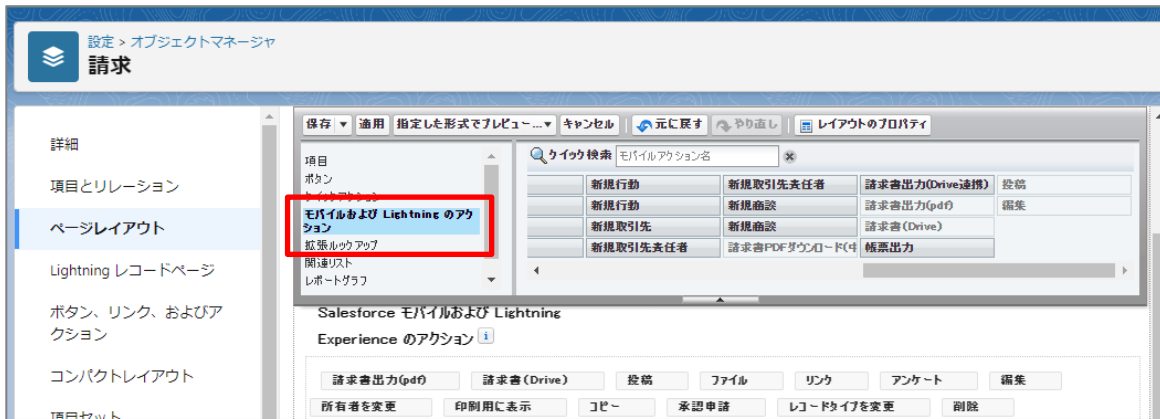 設定 > オブジェクトマネージャ
請求
詳細
項目とリレーション
ページレイアウト
Lightning レコードページ
ボタン、リンク、およびア
クション
コンパクトレイアウト
保存 適用 指定した形式でプレビュー... キャンセル 元に戻す やり直し レイアウトのプロパティ
項目
ボタン
モバイルおよび Lightning のアク
ション
拡張ルックアップ
関連リスト
レポートグラフ
クイック検索 モバイルアクション名
新規行動 新規取引先責任者 請求書出力(Drive連携) 投稿
新規行動 新規商談 請求書出力(pdf) 編集
新規取引先 新規商談 請求書(Drive)
新規取引先責任者 請求書PDFダウンロード(サ 帳票出力
Salesforce モバイルおよび Lightning
Experience のアクション
請求書出力(pdf) 請求書(Drive) 投稿 ファイル リンク アンケート 編集
所有者を変更 印刷用に表示 コピー 承認申請 レコードタイプを変更 削除